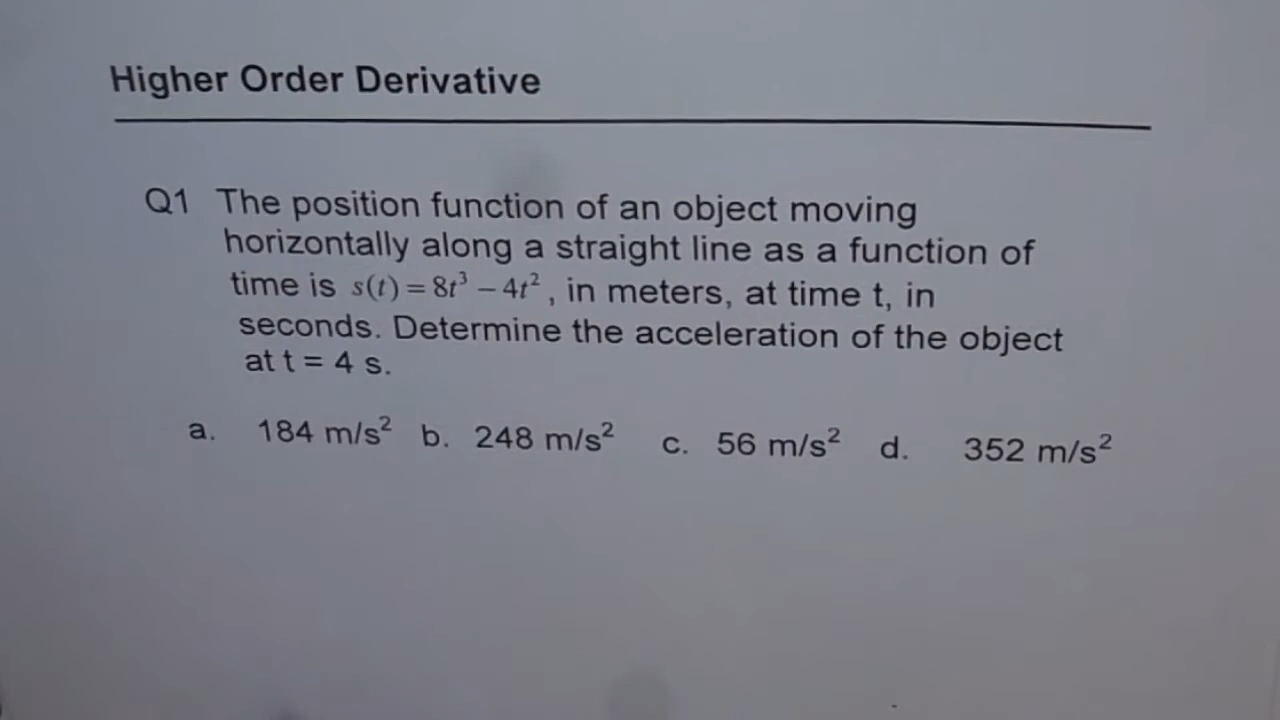 Higher Order Derivative
Q1 The position function of an object moving
horizontally along a straight line as a function of
time is s(t) = 8t³ – 4t², in meters, at time t, in
seconds. Determine the acceleration of the object
at t = 4 s.
a. 184 m/s² b. 248 m/s² c. 56 m/s² d. 352 m/s²